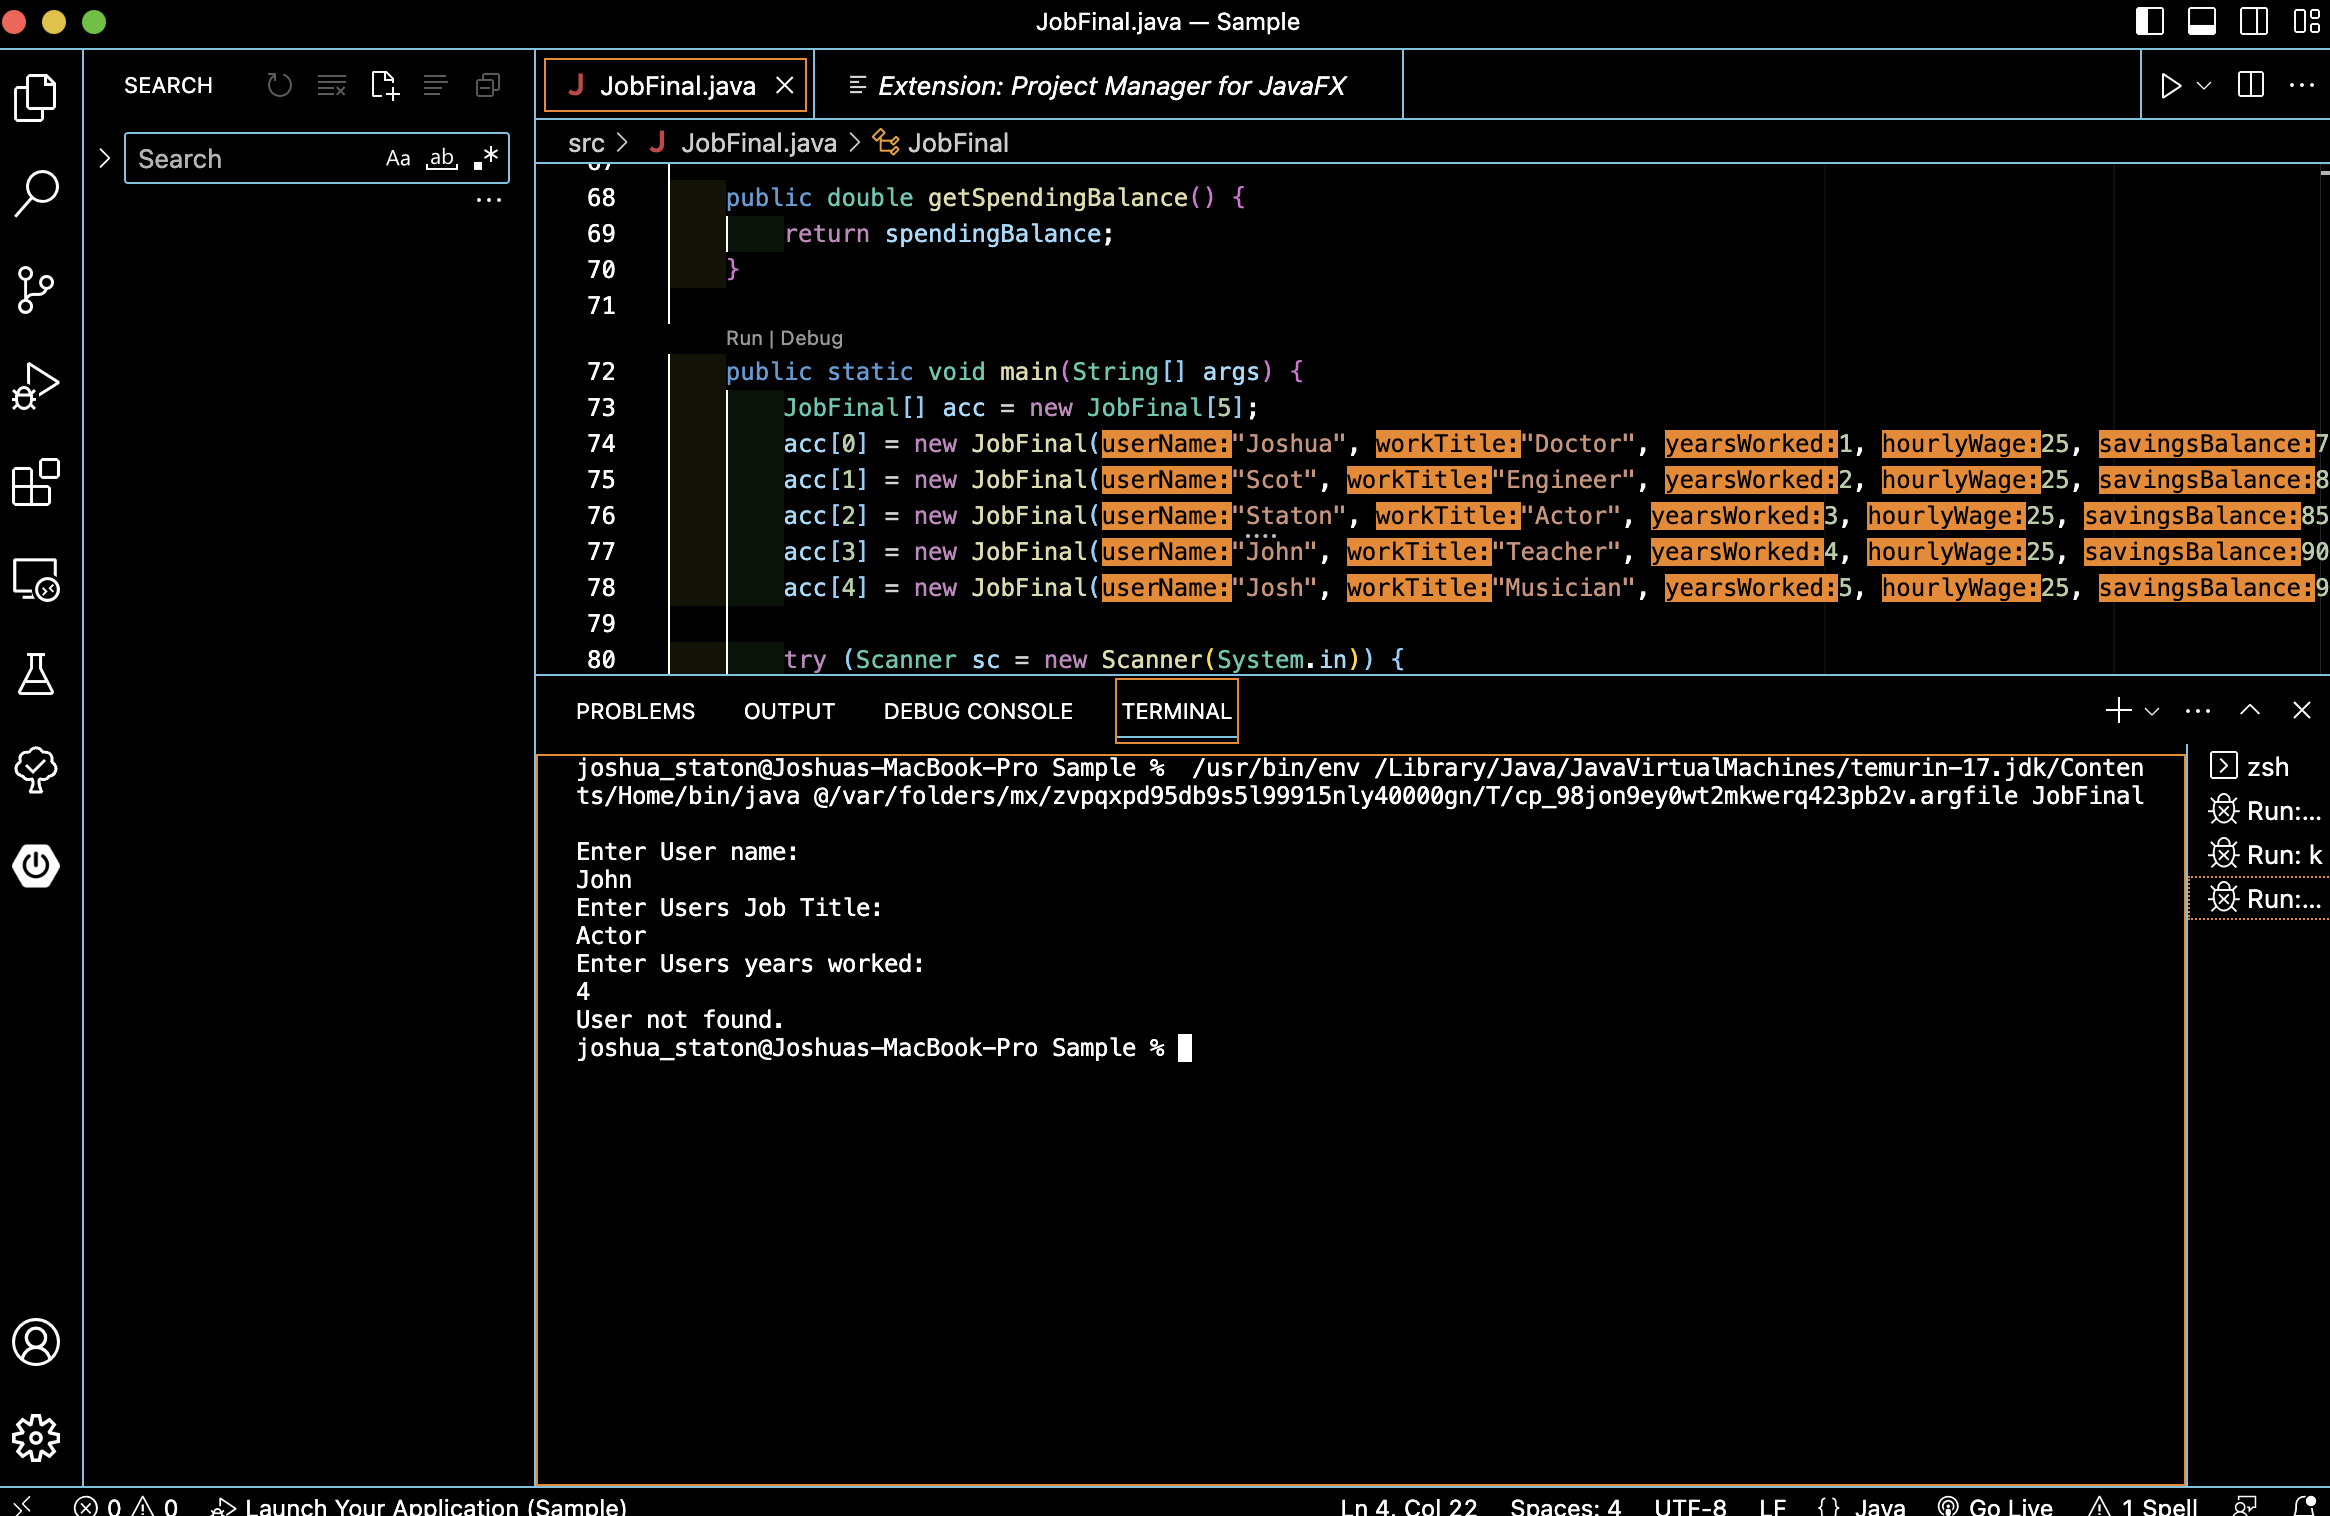 JobFinal.java — Sample
SEARCH
Search
Aa
ab
JobFinal.java
Extension: Project Manager for JavaFX
src > JobFinal.java > JobFinal
67
68 public double getSpendingBalance() {
69 return spendingBalance;
70 }
71
Run | Debug
72 public static void main(String[] args) {
73 JobFinal[] acc = new JobFinal[5];
74 acc[0] = new JobFinal(userName:"Joshua", workTitle:"Doctor", yearsWorked:1, hourlyWage:25, savingsBalance:7
75 acc[1] = new JobFinal(userName:"Scot", workTitle:"Engineer", yearsWorked:2, hourlyWage:25, savingsBalance:8
76 acc[2] = new JobFinal(userName:"Staton", workTitle:"Actor", yearsWorked:3, hourlyWage:25, savingsBalance:85
77 acc[3] = new JobFinal(userName:"John", workTitle:"Teacher", yearsWorked:4, hourlyWage:25, savingsBalance:90
78 acc[4] = new JobFinal(userName:"Josh", workTitle:"Musician", yearsWorked:5, hourlyWage:25, savingsBalance:9
79
80 try (Scanner sc = new Scanner(System.in)) {
PROBLEMS OUTPUT DEBUG CONSOLE TERMINAL
joshua_staton@Joshuas-MacBook-Pro Sample %  /usr/bin/env /Library/Java/JavaVirtualMachines/temurin-17.jdk/Conten
ts/Home/bin/java @/var/folders/mx/zvpqxpd95db9s5l99915nly40000gn/T/cp_98jon9ey0wt2mkwerq423pb2v.argfile JobFinal
Enter User name:
John
Enter Users Job Title:
Actor
Enter Users years worked:
4
User not found.
joshua_staton@Joshuas-MacBook-Pro Sample %
zsh
Run:...
Run: k
Run:...
0 0 Launch Your Application (Sample)
Ln 4, Col 22 Spaces: 4 UTF-8 LF {} Java Go Live 1 Spell